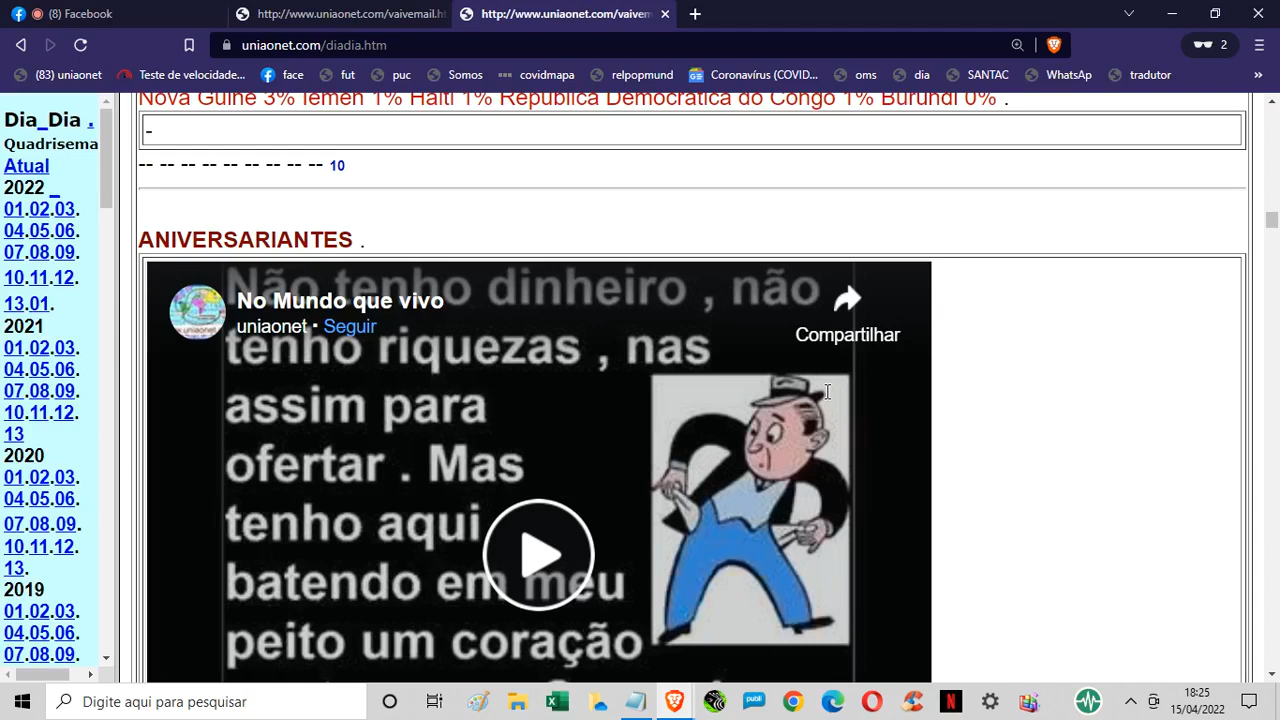 (8) Facebook
http://www.uniaonet.com/vaivemail.h
http://www.uniaonet.com/vaivem
uniaonet.com/diadia.htm
2
(83) uniaonet
Teste de velocidade...
face
fut
puc
Somos
covidmapa
relpopmund
Coronavírus (COVID...
oms
dia
SANTAC
WhatsApp
tradutor
»
Dia_Dia .
Quadrisema
Atual
2022 _
01.02.03.
04.05.06.
07.08.09.
10.11.12.
13.01.
2021
01.02.03.
04.05.06.
07.08.09.
10.11.12.
13
2020
01.02.03.
04.05.06.
07.08.09.
10.11.12.
13.
2019
01.02.03.
04.05.06.
07.08.09.
Nova Guiné 3% Iêmen 1% Haiti 1% República Democrática do Congo 1% Burundi 0% .
-
-- -- -- -- -- -- -- -- -- 10
ANIVERSARIANTES .
No Mundo que vivo
uniaonet · Seguir
Compartilhar
Não tenho dinheiro , não
tenho riquezas , nas
assim para
ofertar . Mas
tenho aqui
batendo em meu
peito um coração
Digite aqui para pesquisar
publi
18:25
15/04/2022